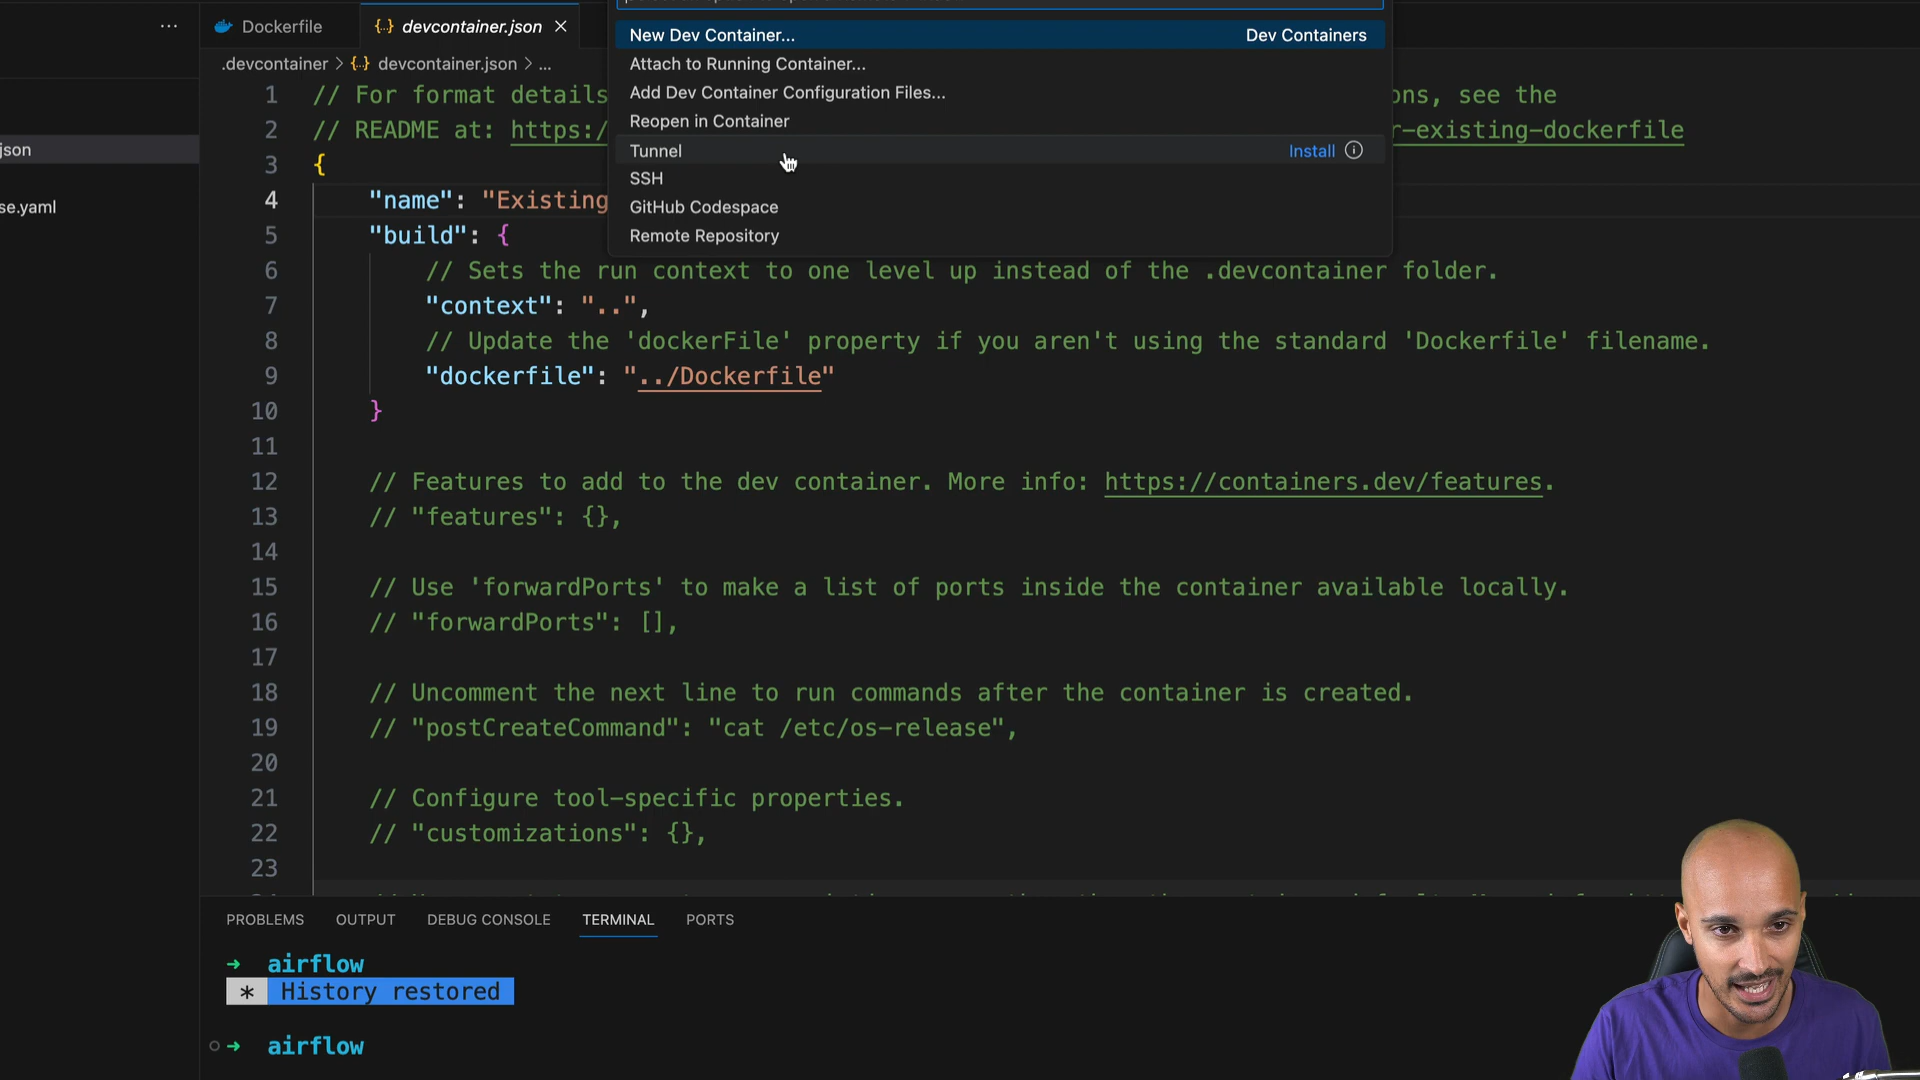 Dockerfile
{} devcontainer.json ×
New Dev Container... Dev Containers
.devcontainer > {} devcontainer.json > ...
Attach to Running Container...
Add Dev Container Configuration Files...
Reopen in Container
Tunnel Install
SSH
GitHub Codespace
Remote Repository
json
se.yaml
1 // For format details ons, see the
2 // README at: https:/ r-existing-dockerfile
3 {
4 "name": "Existing
5 "build": {
6 // Sets the run context to one level up instead of the .devcontainer folder.
7 "context": "..",
8 // Update the 'dockerFile' property if you aren't using the standard 'Dockerfile' filename.
9 "dockerfile": "../Dockerfile"
10 }
11
12 // Features to add to the dev container. More info: https://containers.dev/features.
13 // "features": {},
14
15 // Use 'forwardPorts' to make a list of ports inside the container available locally.
16 // "forwardPorts": [],
17
18 // Uncomment the next line to run commands after the container is created.
19 // "postCreateCommand": "cat /etc/os-release",
20
21 // Configure tool-specific properties.
22 // "customizations": {},
23
PROBLEMS OUTPUT DEBUG CONSOLE TERMINAL PORTS
→ airflow
* History restored
→ airflow